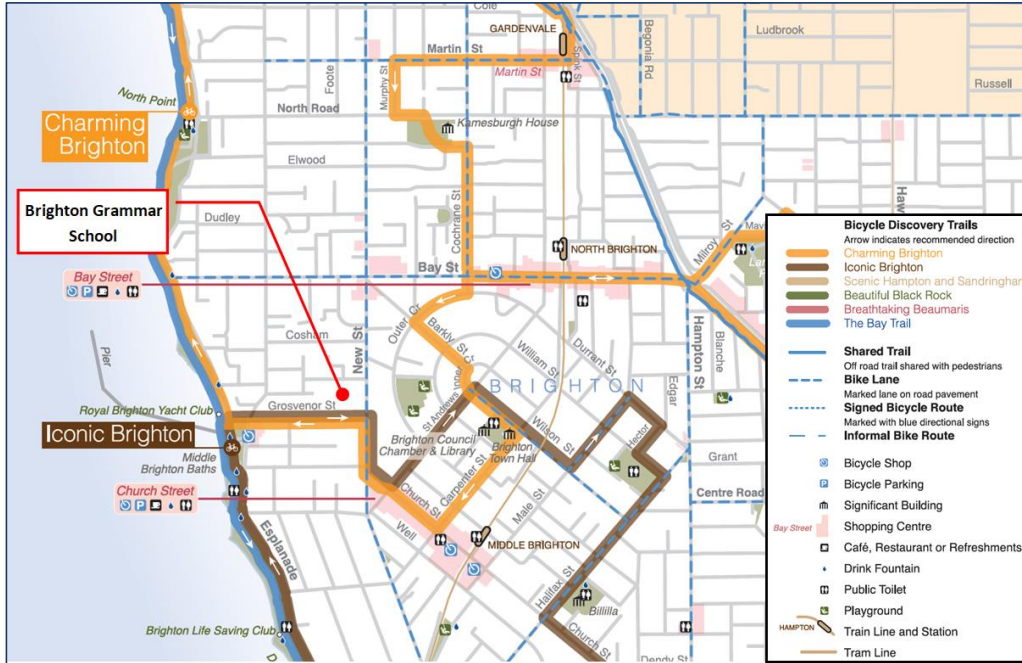 Cole
GARDENVALE
Martin St
Martin St
Spink St
Begonia Rd
Ludbrook
Russell
Foote
Murphy St
North Point
North Road
Charming
Brighton
Kamesburgh House
Elwood
Brighton Grammar
School
Dudley
Cochrane St
NORTH BRIGHTON
Milroy St
Bay Street
Bay St
Pier
Cosham
New St
Outer Cr
Barkly St
William St
Durrant St
Hampton St
Blanche
BRIGHTON
Edgar
Royal Brighton Yacht Club
Grosvenor St
St Andrews
Iconic Brighton
Middle
Brighton Baths
Brighton Council
Chamber & Library
Brighton
Town Hall
Wilson St
Hector
Grant
Church Street
Church St
Carpenter St
Centre Road
Well
Male St
MIDDLE BRIGHTON
Esplanade
Halifax St
Billilla
Church St
Brighton Life Saving Club
Dendy St
Bicycle Discovery Trails
Arrow indicates recommended direction
Charming Brighton
Iconic Brighton
Scenic Hampton and Sandringham
Beautiful Black Rock
Breathtaking Beaumaris
The Bay Trail
Shared Trail
Off road trail shared with pedestrians
Bike Lane
Marked lane on road pavement
Signed Bicycle Route
Marked with blue directional signs
Informal Bike Route
Bicycle Shop
P Bicycle Parking
Significant Building
Bay Street Shopping Centre
Café, Restaurant or Refreshments
Drink Fountain
Public Toilet
Playground
HAMPTON Train Line and Station
Tram Line